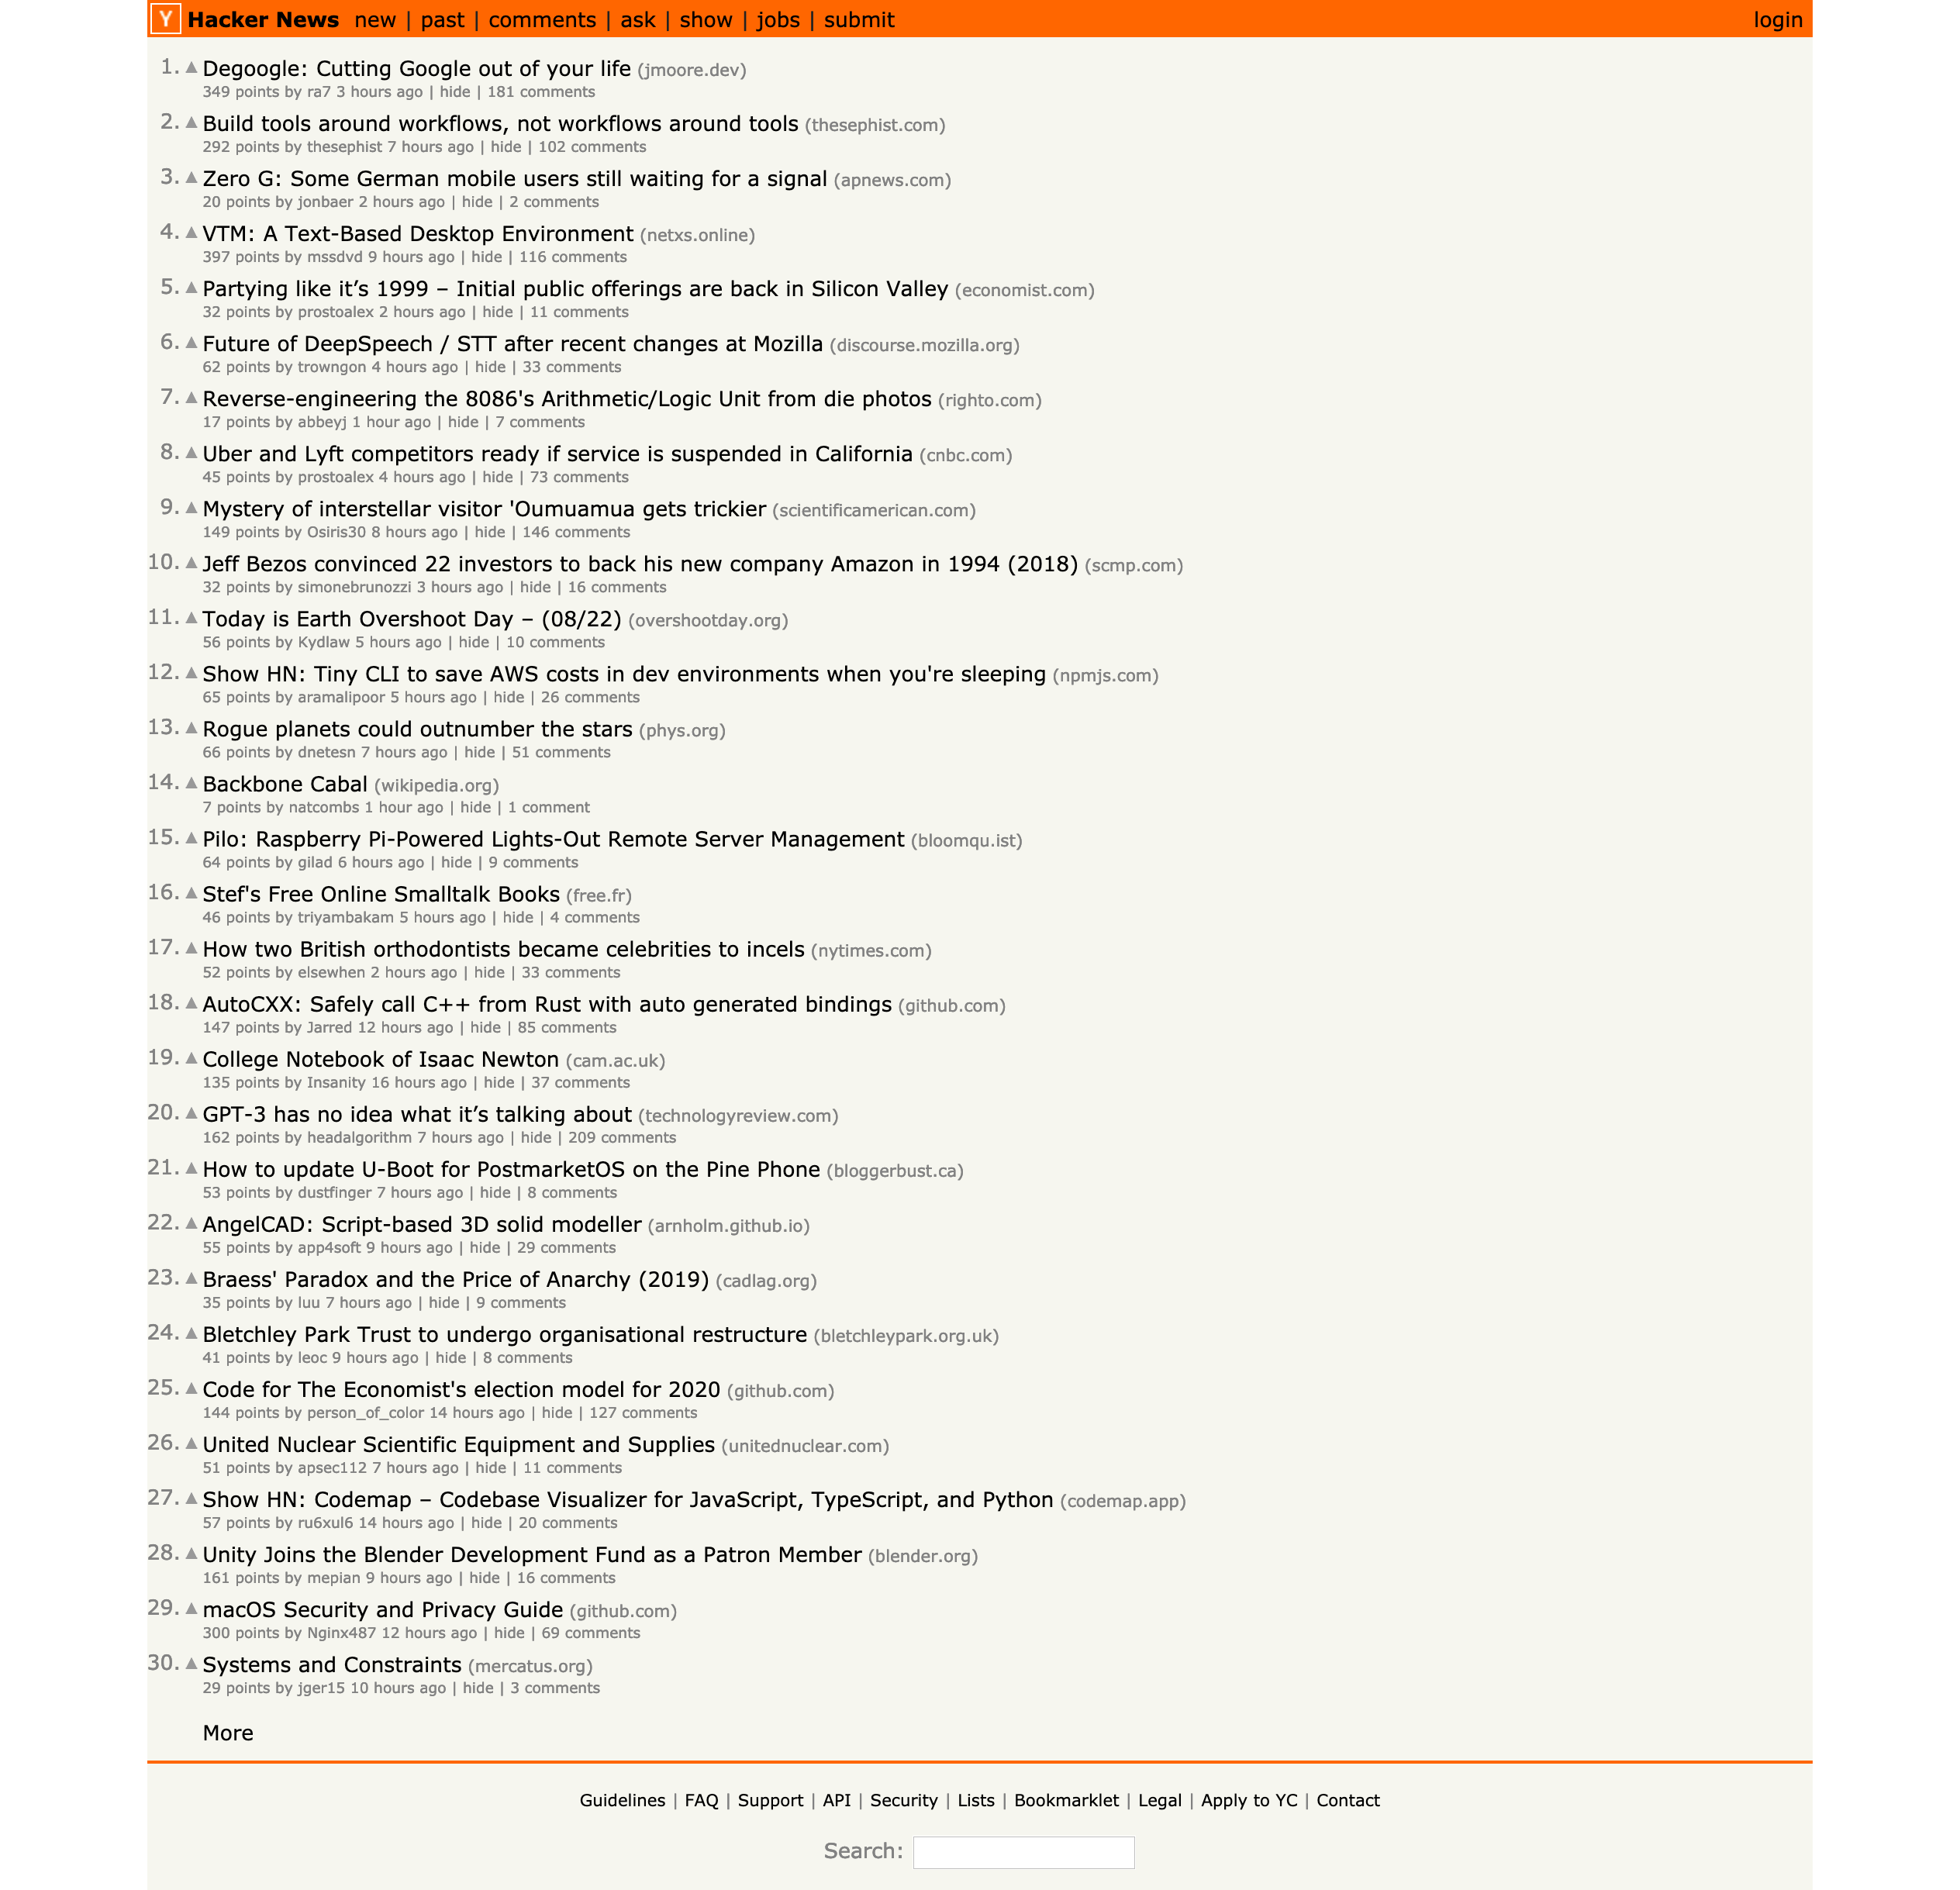 Y Hacker News new | past | comments | ask | show | jobs | submit login
1. ▲ Degoogle: Cutting Google out of your life (jmoore.dev)
349 points by ra7 3 hours ago | hide | 181 comments
2. ▲ Build tools around workflows, not workflows around tools (thesephist.com)
292 points by thesephist 7 hours ago | hide | 102 comments
3. ▲ Zero G: Some German mobile users still waiting for a signal (apnews.com)
20 points by jonbaer 2 hours ago | hide | 2 comments
4. ▲ VTM: A Text-Based Desktop Environment (netxs.online)
397 points by mssdvd 9 hours ago | hide | 116 comments
5. ▲ Partying like it’s 1999 – Initial public offerings are back in Silicon Valley (economist.com)
32 points by prostoalex 2 hours ago | hide | 11 comments
6. ▲ Future of DeepSpeech / STT after recent changes at Mozilla (discourse.mozilla.org)
62 points by trowngon 4 hours ago | hide | 33 comments
7. ▲ Reverse-engineering the 8086's Arithmetic/Logic Unit from die photos (righto.com)
17 points by abbeyj 1 hour ago | hide | 7 comments
8. ▲ Uber and Lyft competitors ready if service is suspended in California (cnbc.com)
45 points by prostoalex 4 hours ago | hide | 73 comments
9. ▲ Mystery of interstellar visitor 'Oumuamua gets trickier (scientificamerican.com)
149 points by Osiris30 8 hours ago | hide | 146 comments
10. ▲ Jeff Bezos convinced 22 investors to back his new company Amazon in 1994 (2018) (scmp.com)
32 points by simonebrunozzi 3 hours ago | hide | 16 comments
11. ▲ Today is Earth Overshoot Day – (08/22) (overshootday.org)
56 points by Kydlaw 5 hours ago | hide | 10 comments
12. ▲ Show HN: Tiny CLI to save AWS costs in dev environments when you're sleeping (npmjs.com)
65 points by aramalipoor 5 hours ago | hide | 26 comments
13. ▲ Rogue planets could outnumber the stars (phys.org)
66 points by dnetesn 7 hours ago | hide | 51 comments
14. ▲ Backbone Cabal (wikipedia.org)
7 points by natcombs 1 hour ago | hide | 1 comment
15. ▲ Pilo: Raspberry Pi-Powered Lights-Out Remote Server Management (bloomqu.ist)
64 points by gilad 6 hours ago | hide | 9 comments
16. ▲ Stef's Free Online Smalltalk Books (free.fr)
46 points by triyambakam 5 hours ago | hide | 4 comments
17. ▲ How two British orthodontists became celebrities to incels (nytimes.com)
52 points by elsewhen 2 hours ago | hide | 33 comments
18. ▲ AutoCXX: Safely call C++ from Rust with auto generated bindings (github.com)
147 points by Jarred 12 hours ago | hide | 85 comments
19. ▲ College Notebook of Isaac Newton (cam.ac.uk)
135 points by Insanity 16 hours ago | hide | 37 comments
20. ▲ GPT-3 has no idea what it’s talking about (technologyreview.com)
162 points by headalgorithm 7 hours ago | hide | 209 comments
21. ▲ How to update U-Boot for PostmarketOS on the Pine Phone (bloggerbust.ca)
53 points by dustfinger 7 hours ago | hide | 8 comments
22. ▲ AngelCAD: Script-based 3D solid modeller (arnholm.github.io)
55 points by app4soft 9 hours ago | hide | 29 comments
23. ▲ Braess' Paradox and the Price of Anarchy (2019) (cadlag.org)
35 points by luu 7 hours ago | hide | 9 comments
24. ▲ Bletchley Park Trust to undergo organisational restructure (bletchleypark.org.uk)
41 points by leoc 9 hours ago | hide | 8 comments
25. ▲ Code for The Economist's election model for 2020 (github.com)
144 points by person_of_color 14 hours ago | hide | 127 comments
26. ▲ United Nuclear Scientific Equipment and Supplies (unitednuclear.com)
51 points by apsec112 7 hours ago | hide | 11 comments
27. ▲ Show HN: Codemap – Codebase Visualizer for JavaScript, TypeScript, and Python (codemap.app)
57 points by ru6xul6 14 hours ago | hide | 20 comments
28. ▲ Unity Joins the Blender Development Fund as a Patron Member (blender.org)
161 points by mepian 9 hours ago | hide | 16 comments
29. ▲ macOS Security and Privacy Guide (github.com)
300 points by Nginx487 12 hours ago | hide | 69 comments
30. ▲ Systems and Constraints (mercatus.org)
29 points by jger15 10 hours ago | hide | 3 comments
More
Guidelines | FAQ | Support | API | Security | Lists | Bookmarklet | Legal | Apply to YC | Contact
Search: